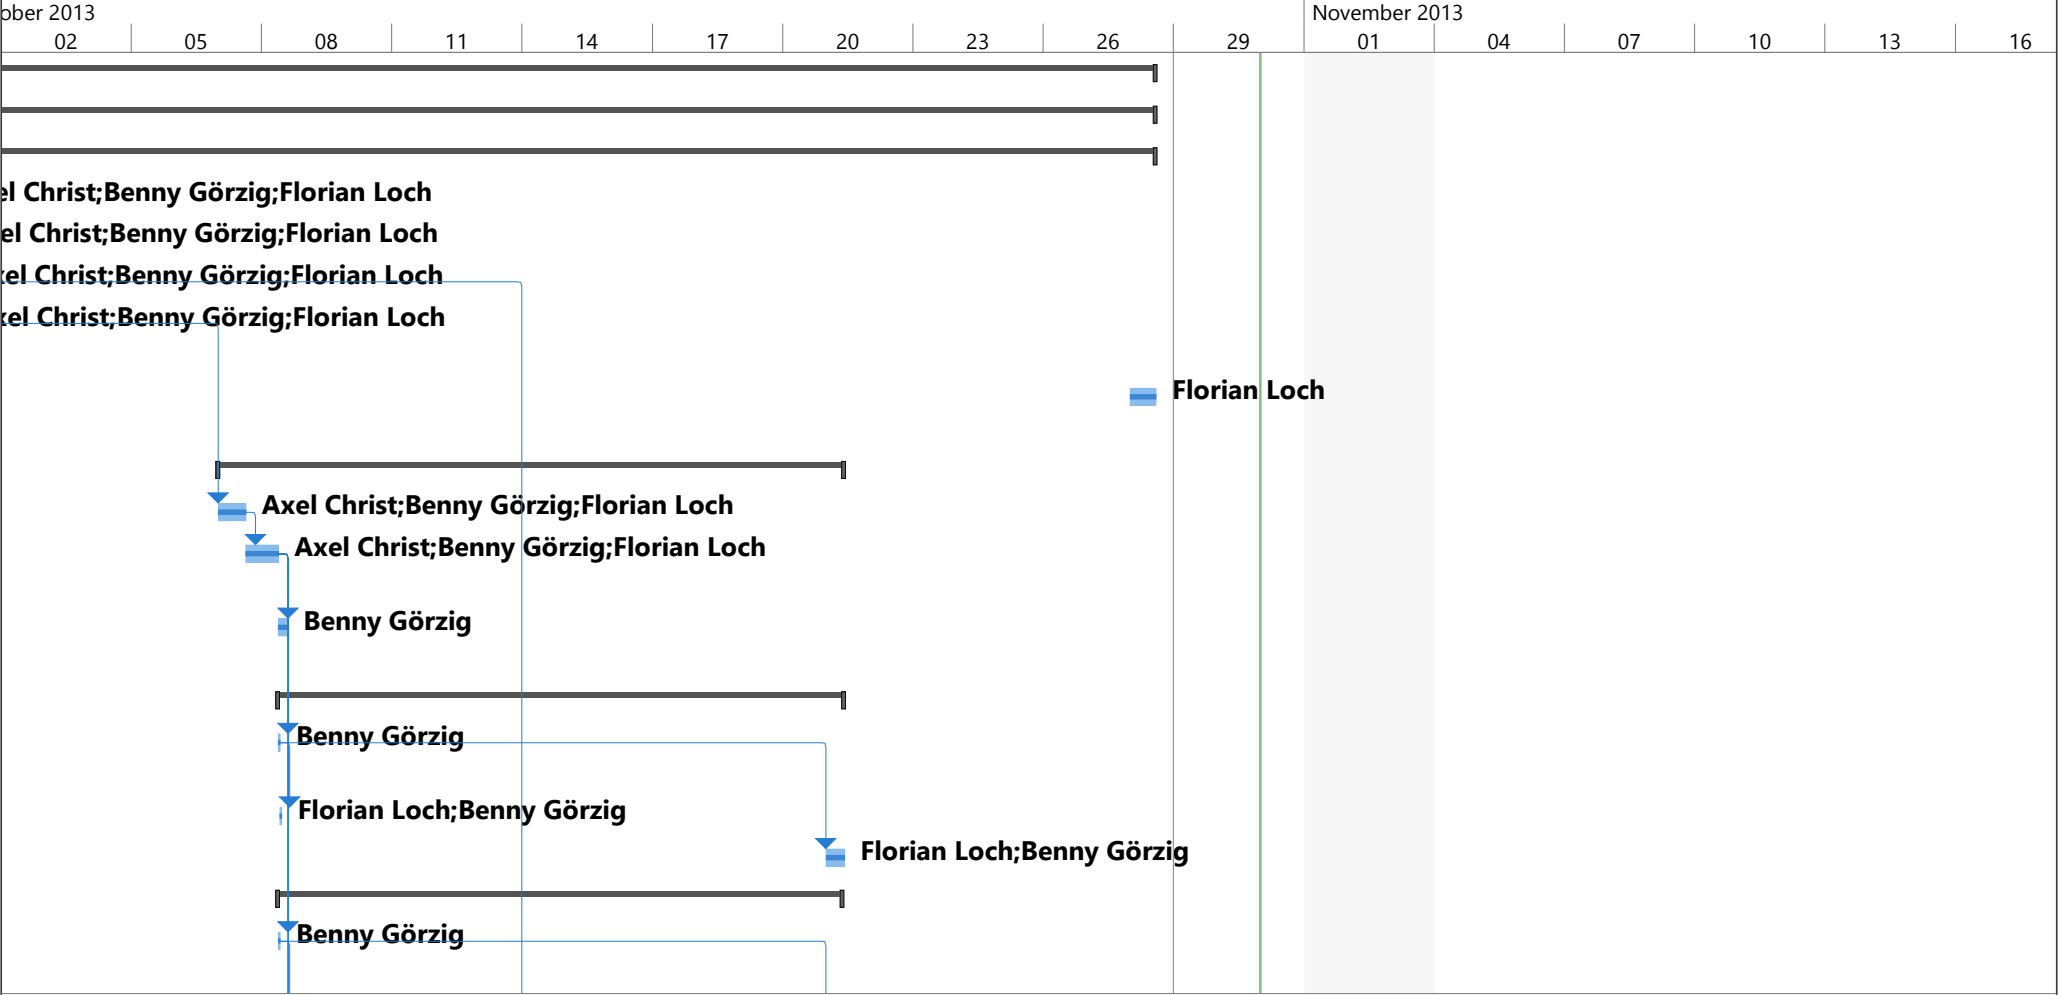 ober 2013 November 2013
02 05 08 11 14 17 20 23 26 29 01 04 07 10 13 16
el Christ;Benny Görzig;Florian Loch
el Christ;Benny Görzig;Florian Loch
xel Christ;Benny Görzig;Florian Loch
xel Christ;Benny Görzig;Florian Loch
Florian Loch
Axel Christ;Benny Görzig;Florian Loch
Axel Christ;Benny Görzig;Florian Loch
Benny Görzig
Benny Görzig
Florian Loch;Benny Görzig
Florian Loch;Benny Görzig
Benny Görzig